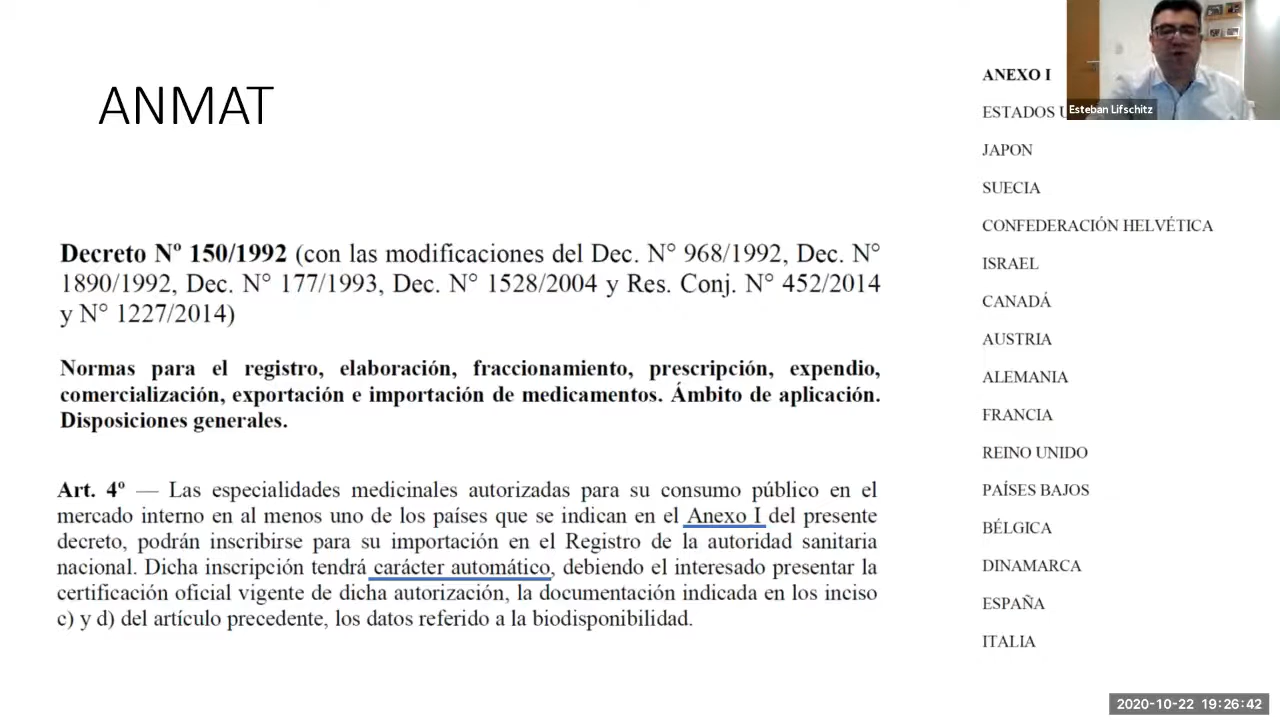 ANMAT
Decreto Nº 150/1992 (con las modificaciones del Dec. N° 968/1992, Dec. N°
1890/1992, Dec. N° 177/1993, Dec. N° 1528/2004 y Res. Conj. N° 452/2014
y N° 1227/2014)
Normas para el registro, elaboración, fraccionamiento, prescripción, expendio,
comercialización, exportación e importación de medicamentos. Ámbito de aplicación.
Disposiciones generales.
Art. 4º — Las especialidades medicinales autorizadas para su consumo público en el
mercado interno en al menos uno de los países que se indican en el Anexo I del presente
decreto, podrán inscribirse para su importación en el Registro de la autoridad sanitaria
nacional. Dicha inscripción tendrá carácter automático, debiendo el interesado presentar la
certificación oficial vigente de dicha autorización, la documentación indicada en los inciso
c) y d) del artículo precedente, los datos referido a la biodisponibilidad.
ANEXO I
ESTADOS
JAPON
SUECIA
CONFEDERACIÓN HELVÉTICA
ISRAEL
CANADÁ
AUSTRIA
ALEMANIA
FRANCIA
REINO UNIDO
PAÍSES BAJOS
BÉLGICA
DINAMARCA
ESPAÑA
ITALIA
Esteban Lifschitz
2020-10-22 19:26:42